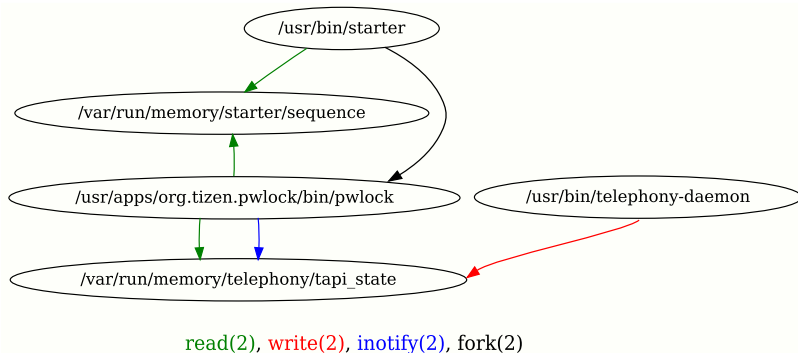 /usr/bin/starter
/var/run/memory/starter/sequence
/usr/apps/org.tizen.pwlock/bin/pwlock
/usr/bin/telephony-daemon
/var/run/memory/telephony/tapi_state
read(2), write(2), inotify(2), fork(2)